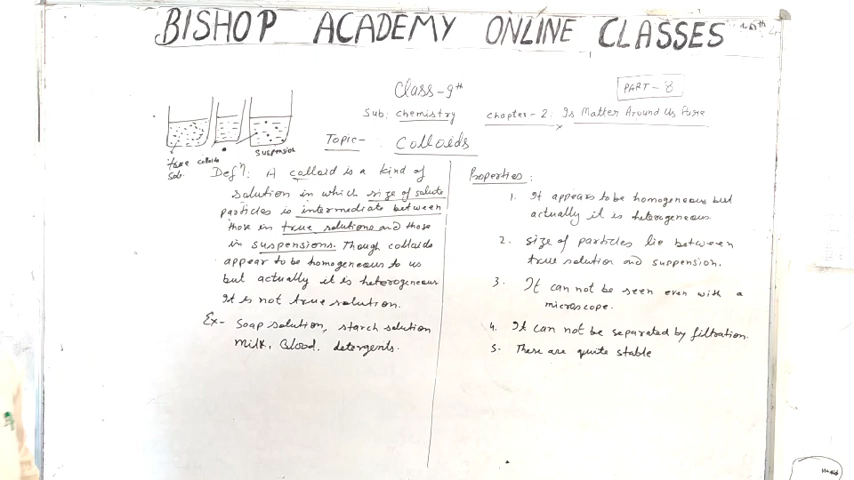 BISHOP ACADEMY ONLINE CLASSES
Class-9th
PART-8
Sub: Chemistry
Chapter-2: Is Matter Around Us Pure
Topic- Colloids
true colloids
Sol.
suspension
Defn: A colloid is a kind of
solution in which size of solute
particles is intermediate between
those in true solutions and those
in suspensions. Though colloids
appear to be homogeneous to us
but actually it is heterogeneous
It is not true solution.
Ex- Soap solution, starch solution
milk, Blood, detergents.
Properties:
1. It appears to be homogeneous but
actually it is heterogeneous
2. size of particles lie between
true solution and suspension.
3. It can not be seen even with a
microscope.
4. It can not be separated by filtration.
5. These are quite stable